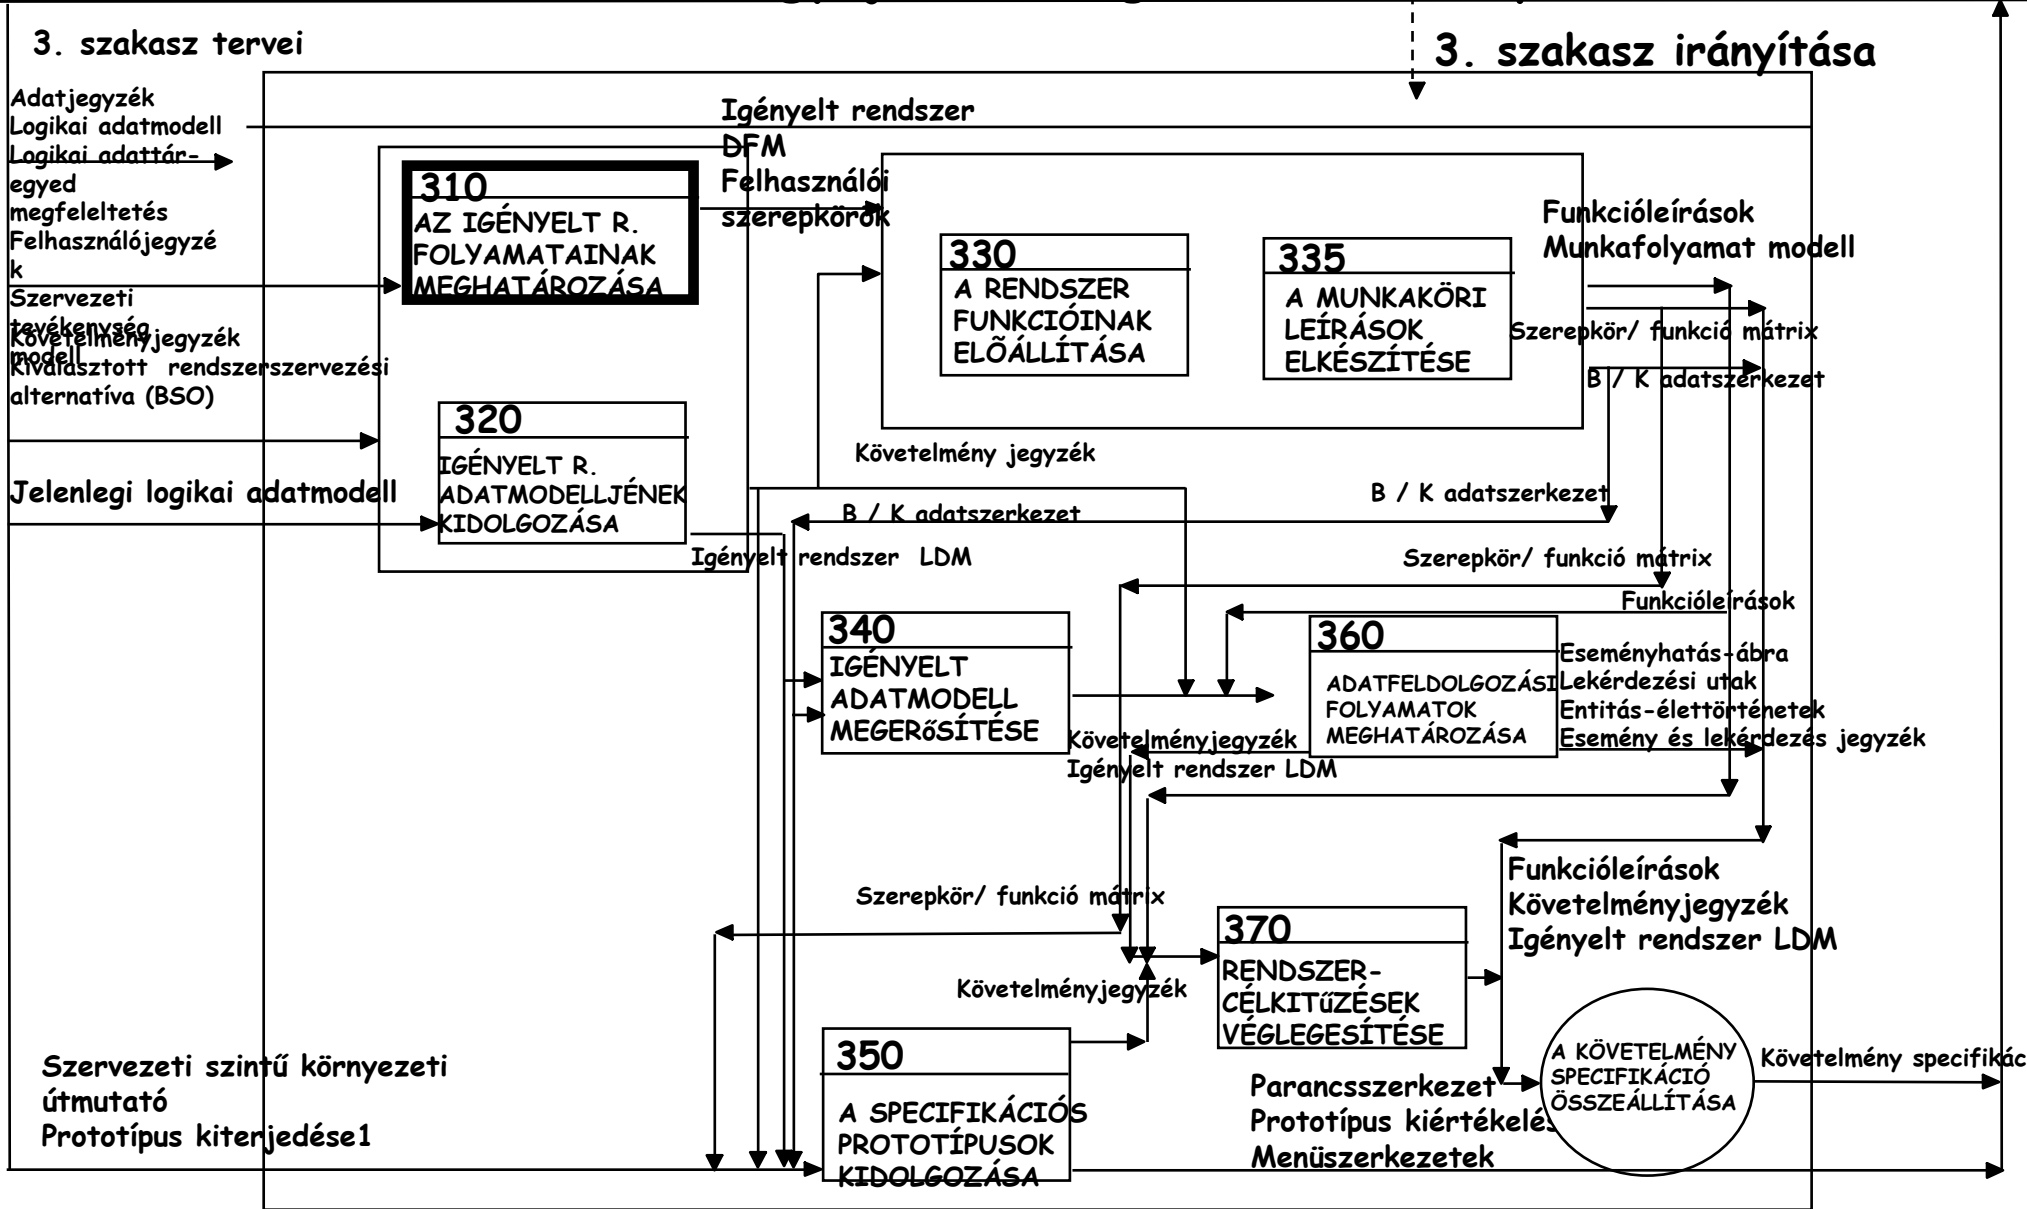 3. szakasz tervei
3. szakasz irányítása
Adatjegyzék
Logikai adatmodell
Logikai adattár-
egyed
megfeleltetés
Felhasználójegyzé
k
Szervezeti
tevékenység
modell
Követelményjegyzék
Kiválasztott rendszerszervezési
alternatíva (BSO)
Jelenlegi logikai adatmodell
Igényelt rendszer
DFM
Felhasználói
szerepkörök
310
AZ IGÉNYELT R.
FOLYAMATAINAK
MEGHATÁROZÁSA
320
IGÉNYELT R.
ADATMODELLJÉNEK
KIDOLGOZÁSA
330
A RENDSZER
FUNKCIÓINAK
ELÕÁLLÍTÁSA
335
A MUNKAKÖRI
LEÍRÁSOK
ELKÉSZÍTÉSE
Funkcióleírások
Munkafolyamat modell
Szerepkör/ funkció mátrix
B / K adatszerkezet
Követelmény jegyzék
B / K adatszerkezet
B / K adatszerkezet
Igényelt rendszer LDM
Szerepkör/ funkció mátrix
Funkcióleírások
340
IGÉNYELT
ADATMODELL
MEGERősÍTÉSE
360
ADATFELDOLGOZÁSI
FOLYAMATOK
MEGHATÁROZÁSA
Eseményhatás-ábra
Lekérdezési utak
Entitás-élettörténetek
Esemény és lekérdezés jegyzék
Követelményjegyzék
Igényelt rendszer LDM
Szerepkör/ funkció mátrix
370
RENDSZER-
CÉLKITűZÉSEK
VÉGLEGESÍTÉSE
Funkcióleírások
Követelményjegyzék
Igényelt rendszer LDM
Követelményjegyzék
350
A SPECIFIKÁCIÓS
PROTOTÍPUSOK
KIDOLGOZÁSA
Szervezeti szintű környezeti
útmutató
Prototípus kiterjedése1
Parancsszerkezet
Prototípus kiértékelés
Menüszerkezetek
A KÖVETELMÉNY
SPECIFIKÁCIÓ
ÖSSZEÁLLÍTÁSA
Követelmény specifikác